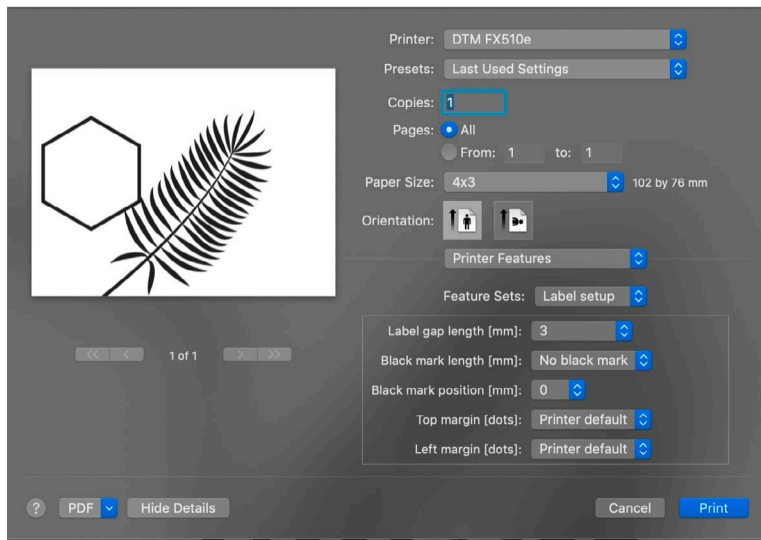 Printer: DTM FX510e
Presets: Last Used Settings
Copies: 1
Pages: All
From: 1 to: 1
Paper Size: 4x3 102 by 76 mm
Orientation:
Printer Features
Feature Sets: Label setup
Label gap length [mm]: 3
1 of 1
Black mark length [mm]: No black mark
Black mark position [mm]: 0
Top margin [dots]: Printer default
Left margin [dots]: Printer default
? PDF Hide Details Cancel Print